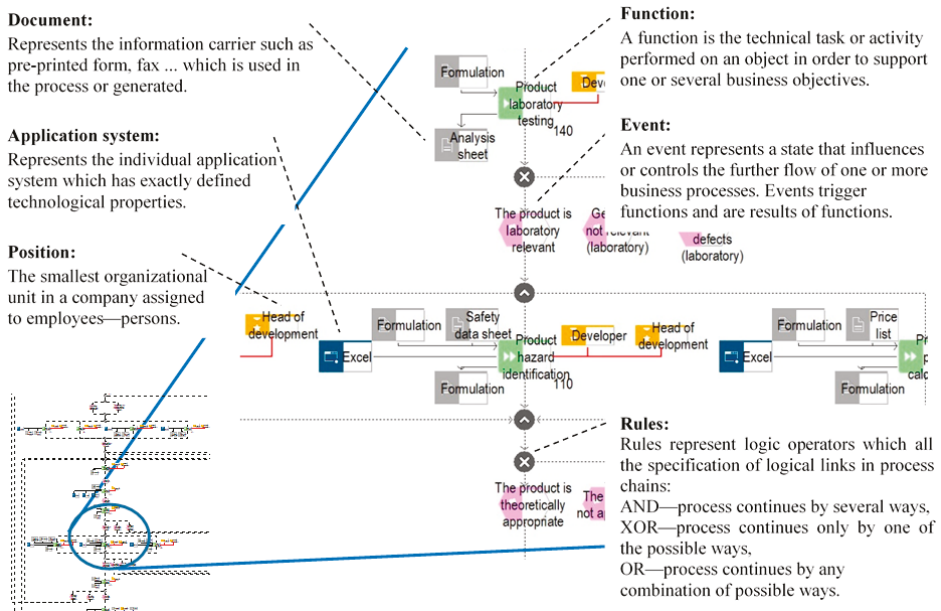 Document:
Represents the information carrier such as
pre-printed form, fax ... which is used in
the process or generated.
Application system:
Represents the individual application
system which has exactly defined
technological properties.
Position:
The smallest organizational
unit in a company assigned
to employees—persons.
Function:
A function is the technical task or activity
performed on an object in order to support
one or several business objectives.
Event:
An event represents a state that influences
or controls the further flow of one or more
business processes. Events trigger
functions and are results of functions.
Formulation
Product
laboratory
testing
140
Analysis
sheet
The product is
laboratory
relevant
(laboratory)
defects
(laboratory)
Head of
development
Excel
Formulation
Safety
data sheet
Product
hazard
identification
110
Formulation
Developer
Head of
development
Excel
Formulation
Price
list
Formulation
The product is
theoretically
appropriate
The
Rules:
Rules represent logic operators which all
the specification of logical links in process
chains:
AND—process continues by several ways,
XOR—process continues only by one of
the possible ways,
OR—process continues by any
combination of possible ways.